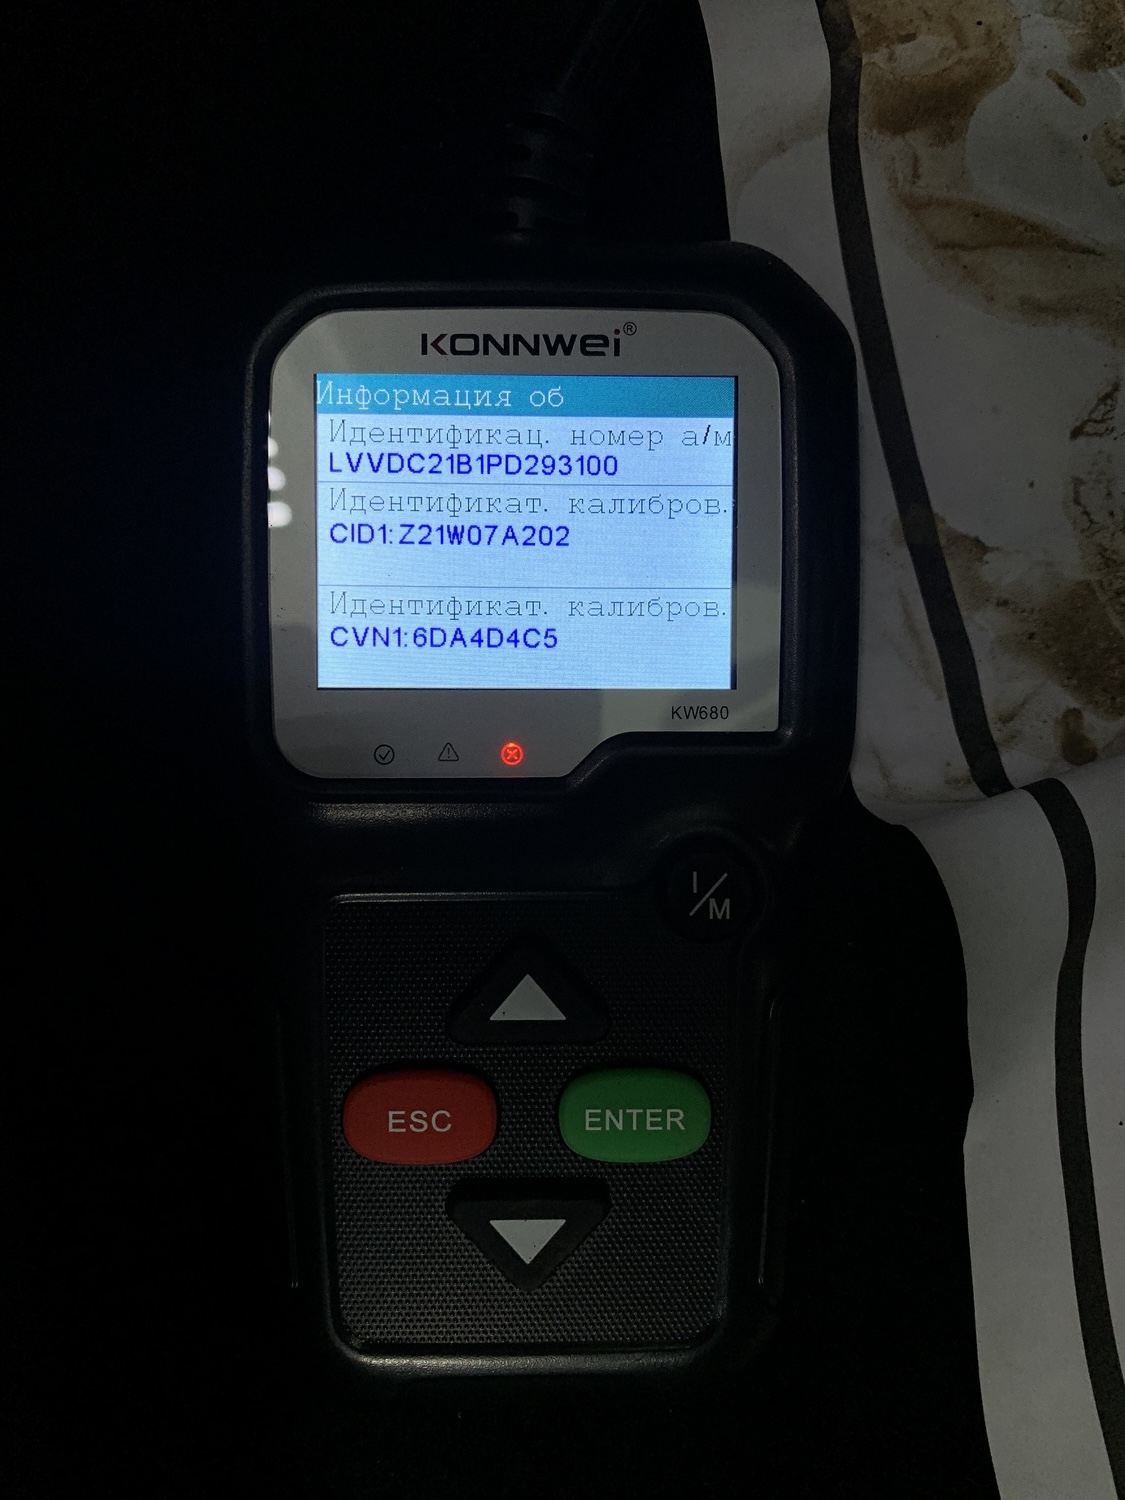 KONNWEI®
Информация об
Идентификац. номер а/м
LVVDC21B1PD293100
Идентификат. калибров.
CID1:Z21W07A202
Идентификат. калибров.
CVN1:6DA4D4C5
KW680
I/M
ESC
ENTER